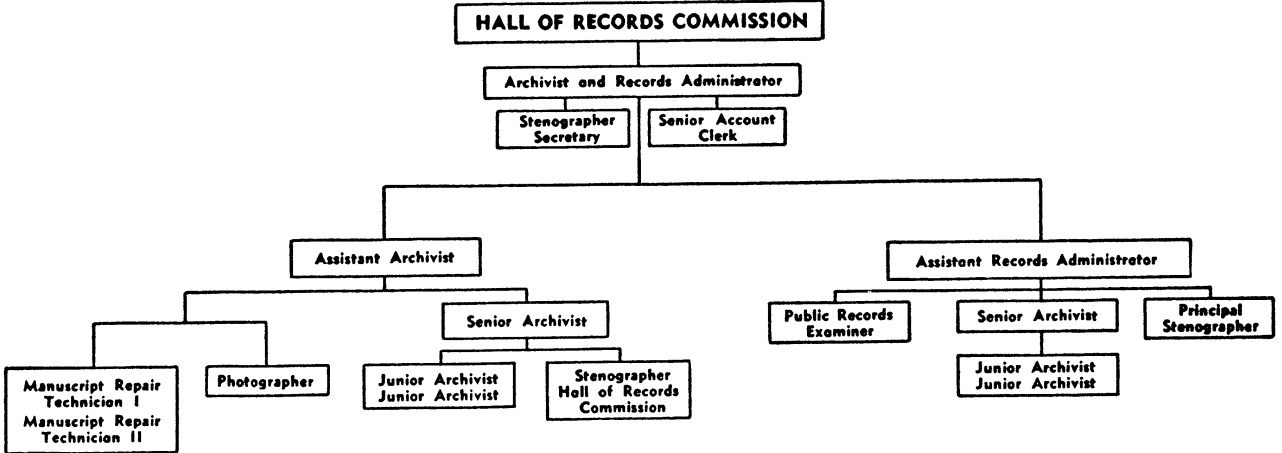 HALL OF RECORDS COMMISSION
Archivist and Records Administrator
Stenographer
Secretary
Senior Account
Clerk
Assistant Archivist
Assistant Records Administrator
Senior Archivist
Public Records
Examiner
Senior Archivist
Principal
Stenographer
Manuscript Repair
Technician I
Manuscript Repair
Technician II
Photographer
Junior Archivist
Junior Archivist
Stenographer
Hall of Records
Commission
Junior Archivist
Junior Archivist